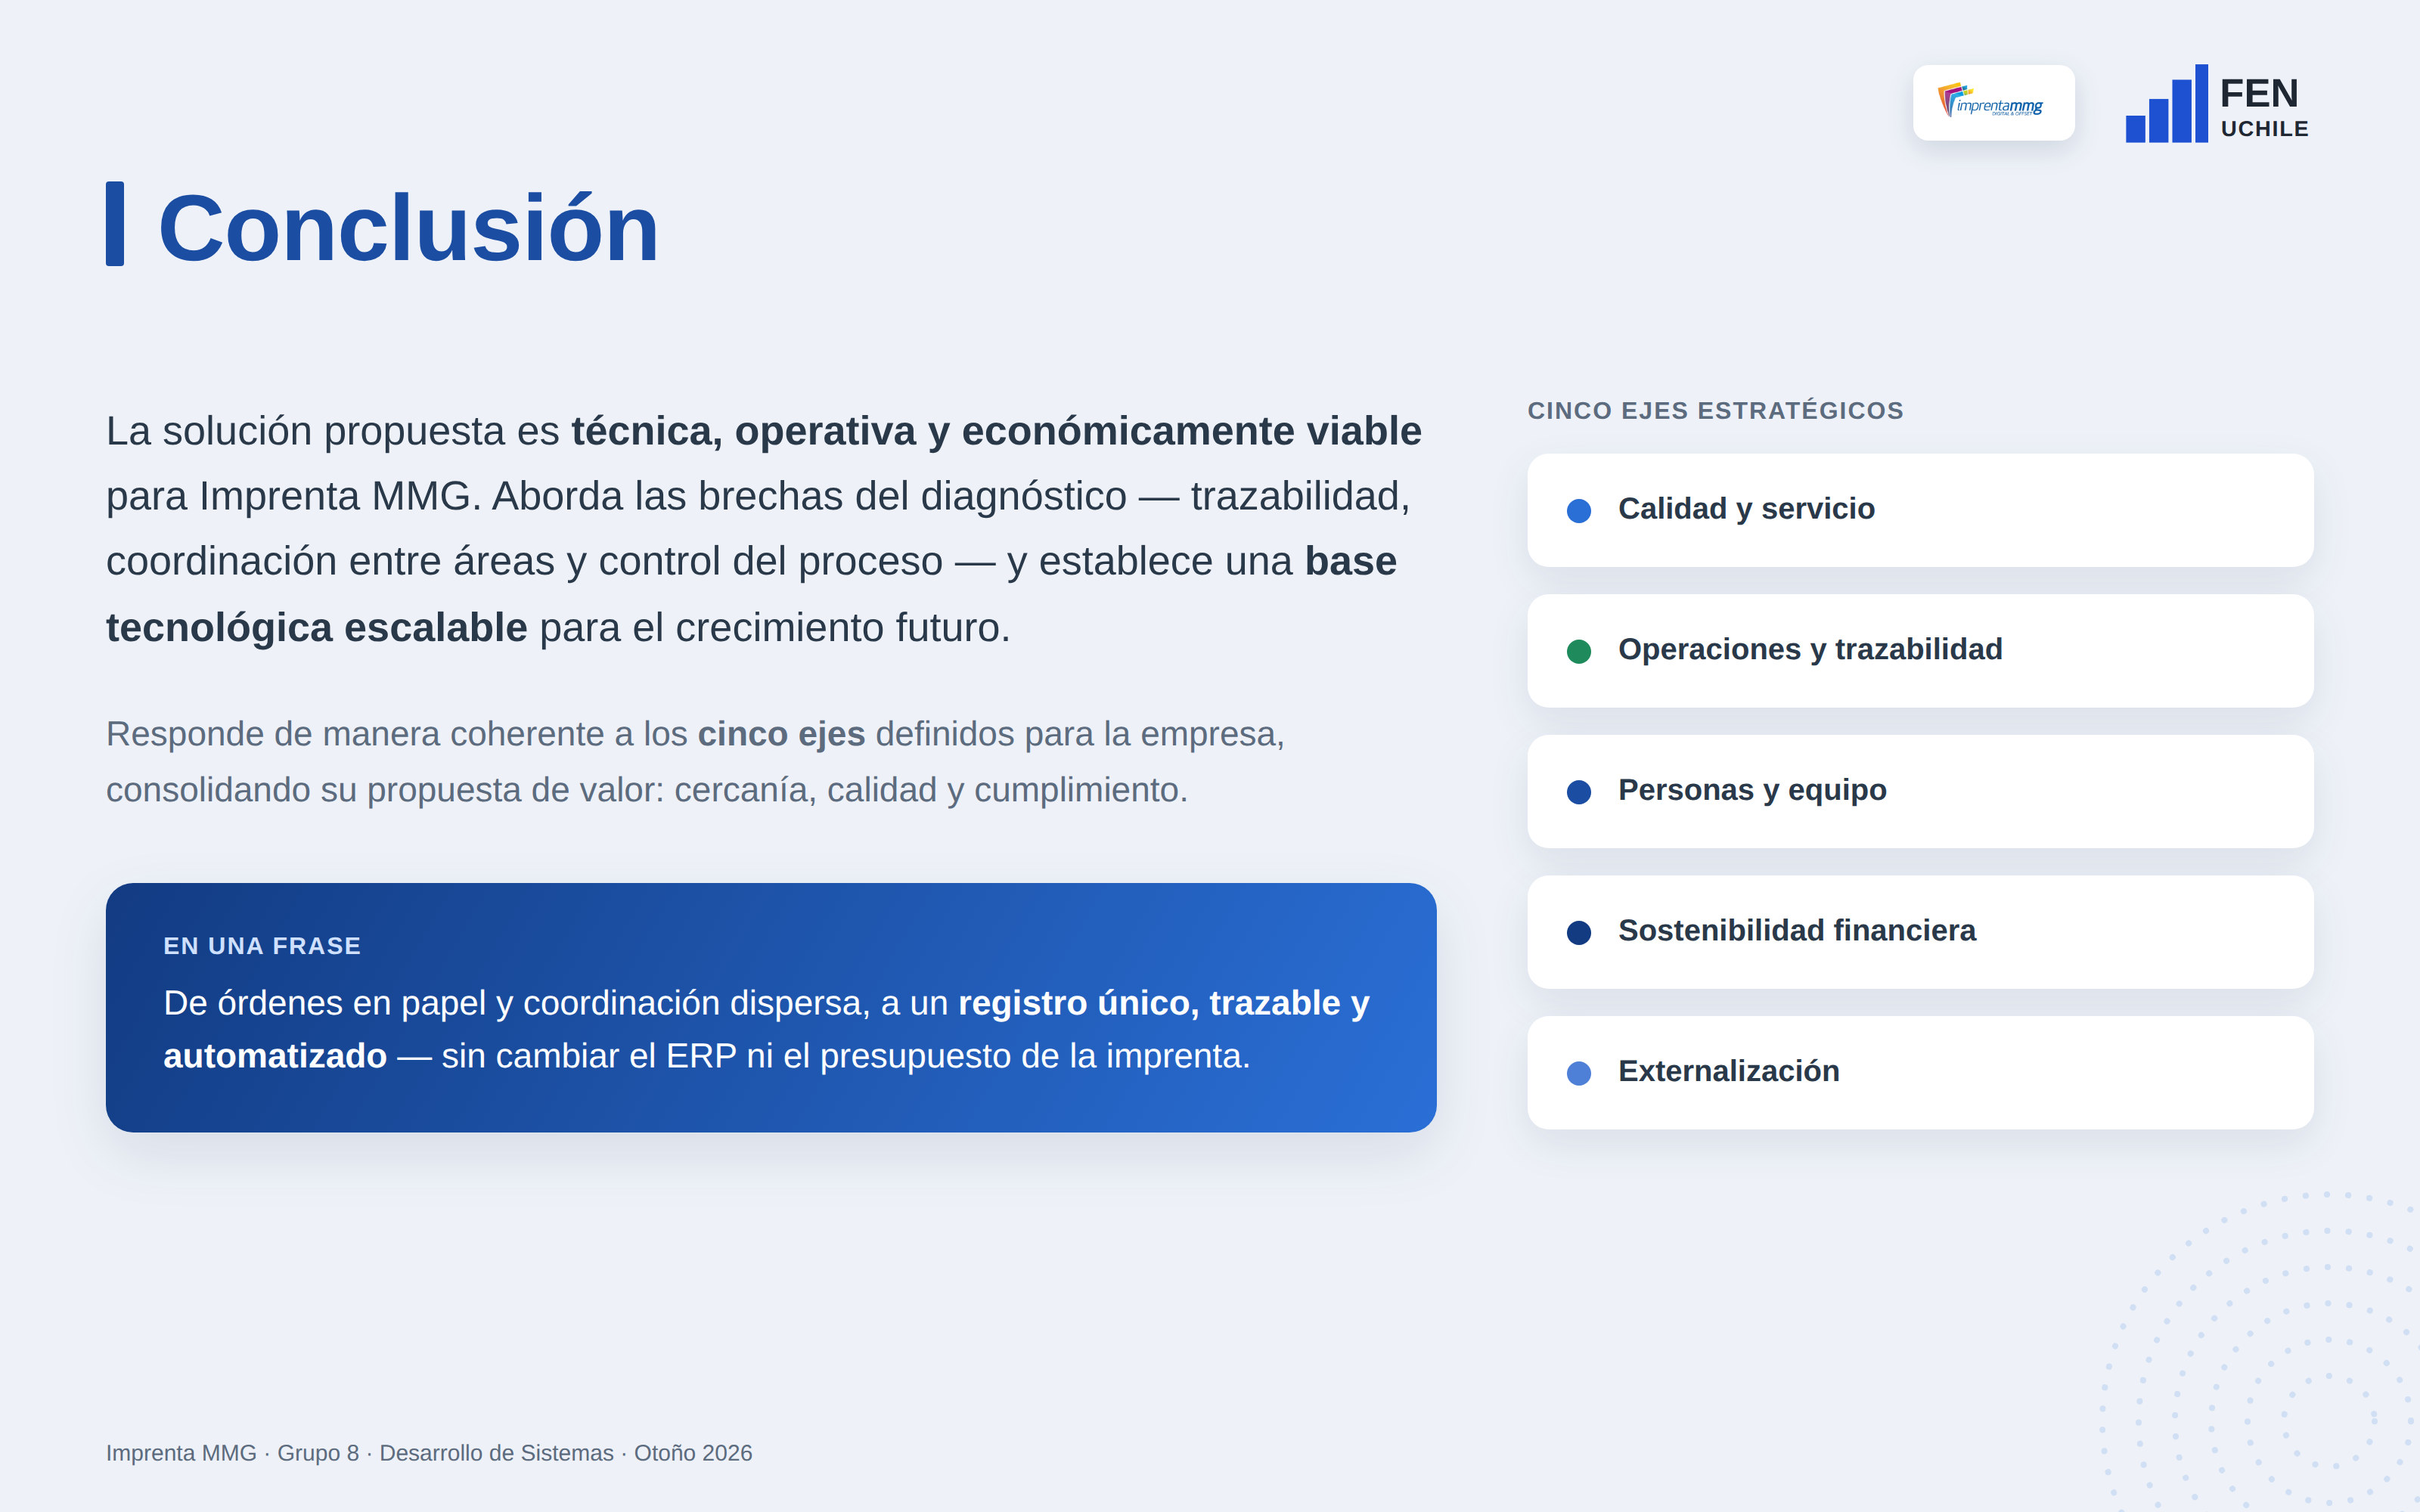 imprentammg
DIGITAL & OFFSET
FEN
UCHILE
Conclusión
La solución propuesta es técnica, operativa y económicamente viable
para Imprenta MMG. Aborda las brechas del diagnóstico — trazabilidad,
coordinación entre áreas y control del proceso — y establece una base
tecnológica escalable para el crecimiento futuro.
Responde de manera coherente a los cinco ejes definidos para la empresa,
consolidando su propuesta de valor: cercanía, calidad y cumplimiento.
EN UNA FRASE
De órdenes en papel y coordinación dispersa, a un registro único, trazable y
automatizado — sin cambiar el ERP ni el presupuesto de la imprenta.
CINCO EJES ESTRATÉGICOS
Calidad y servicio
Operaciones y trazabilidad
Personas y equipo
Sostenibilidad financiera
Externalización
Imprenta MMG · Grupo 8 · Desarrollo de Sistemas · Otoño 2026